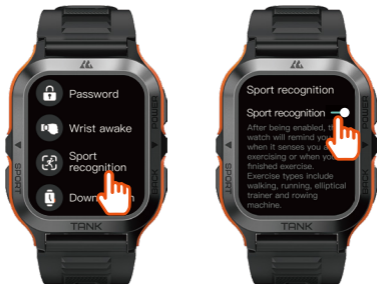 Password
Wrist awake
Sport
recognition
Down
SPORT
TANK
Sport recognition
Sport recognition
After being enabled, the
watch will remind you
when it senses you a
exercising or when you
finished exercise.
Exercise types include
walking, running, elliptical
trainer and rowing
machine.
SPORT
TANK